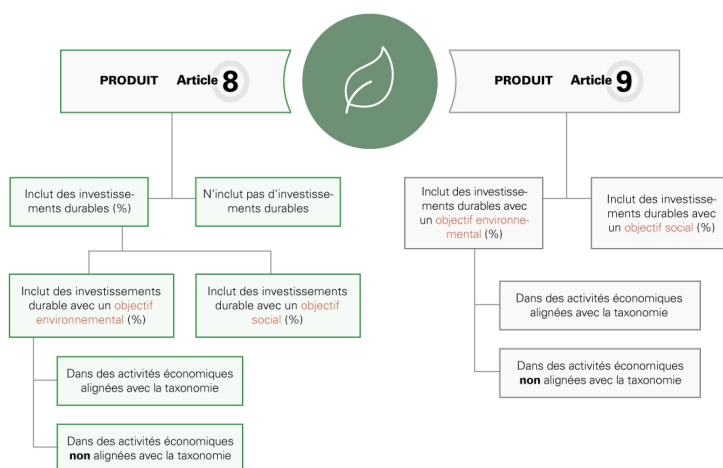 PRODUIT Article 8
PRODUIT Article 9
Inclut des investisse-
ments durables (%)
N'inclut pas d'investisse-
ments durables
Inclut des investissements
durable avec un objectif
environnemental (%)
Inclut des investissements
durable avec un objectif
social (%)
Dans des activités économiques
alignées avec la taxonomie
Dans des activités économiques
non alignées avec la taxonomie
Inclut des investisse-
ments durables avec
un objectif environne-
mental (%)
Inclut des investisse-
ments durables avec
un objectif social (%)
Dans des activités économiques
alignées avec la taxonomie
Dans des activités économiques
non alignées avec la taxonomie